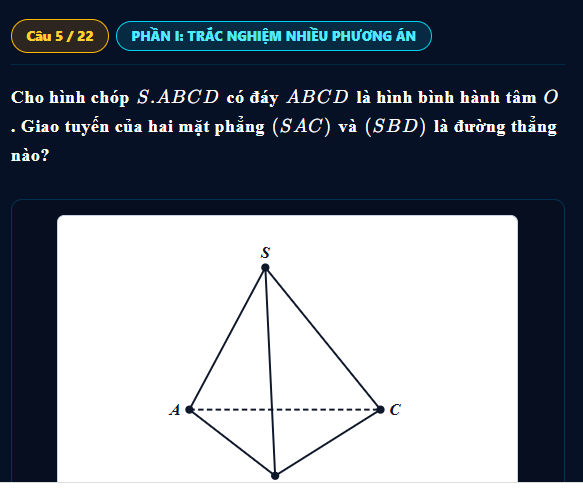 Câu 5 / 22
PHẦN I: TRẮC NGHIỆM NHIỀU PHƯƠNG ÁN
Cho hình chóp S.ABCD có đáy ABCD là hình bình hành tâm O
. Giao tuyến của hai mặt phẳng (SAC) và (SBD) là đường thẳng
nào?
S
A
C